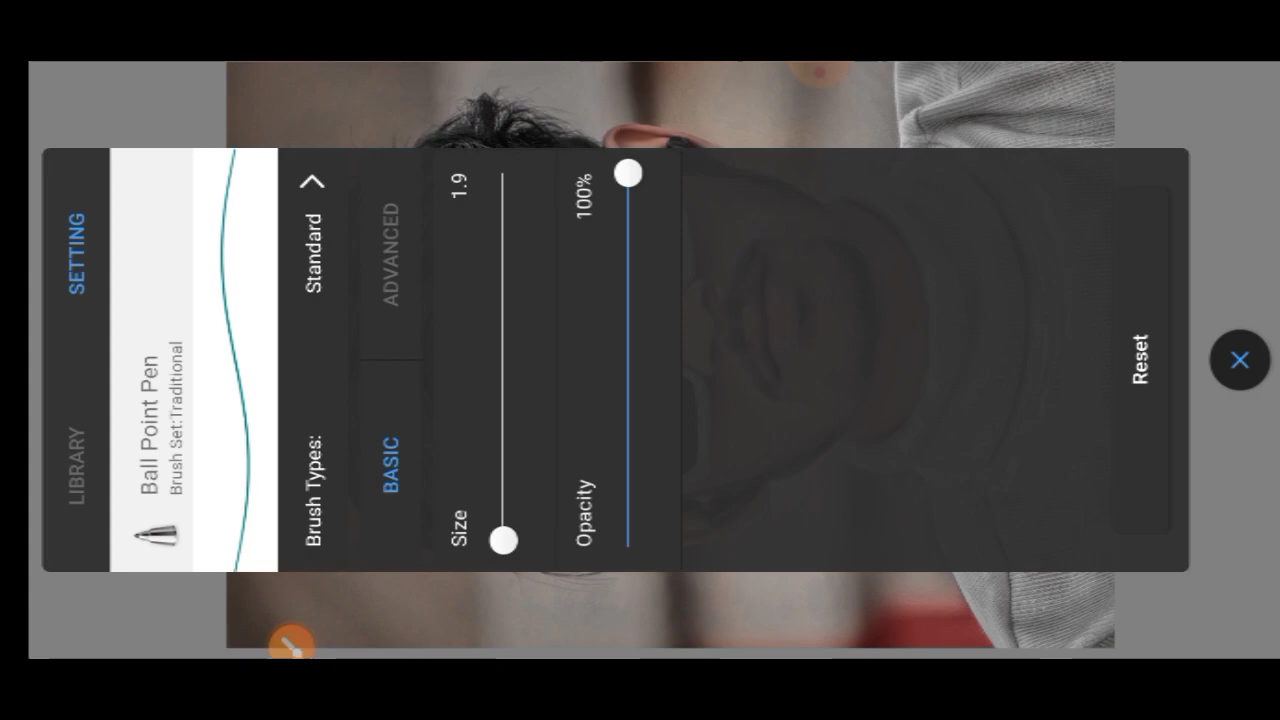 LIBRARY
SETTING
Ball Point Pen
Brush Set:Traditional
Brush Types:
Standard
BASIC
ADVANCED
Size
1.9
Opacity
100%
Reset